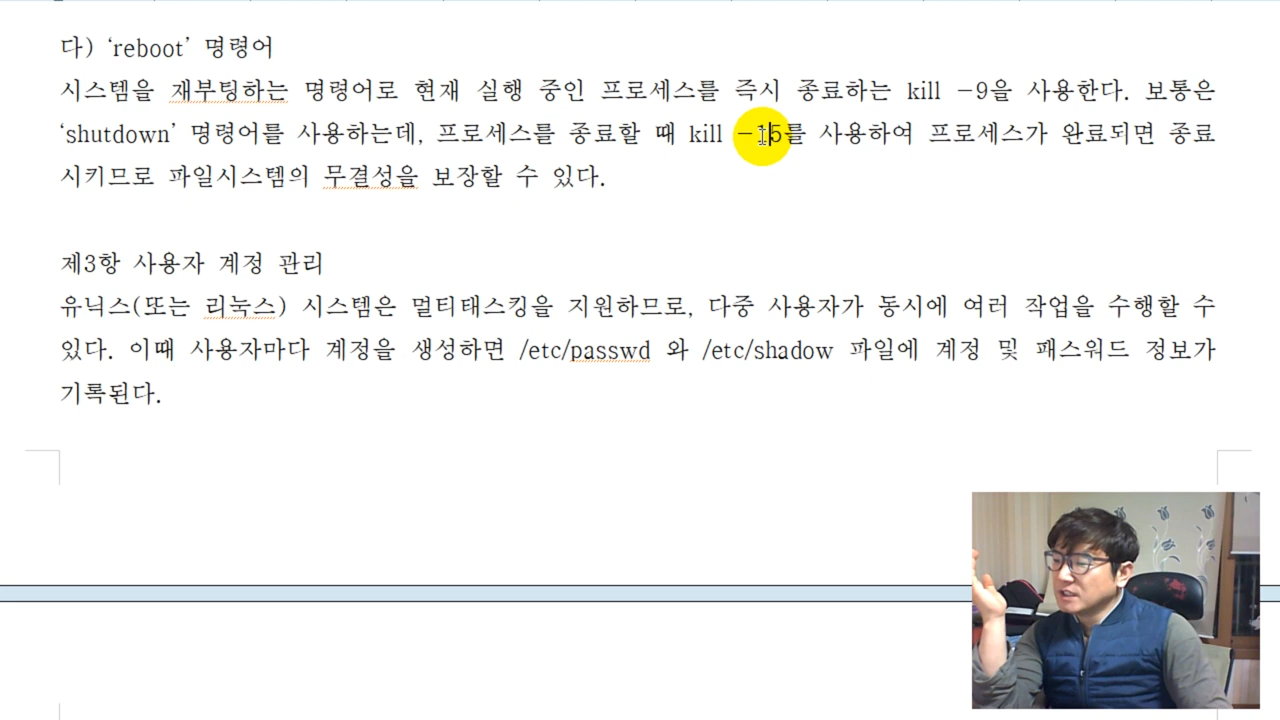 다) ‘reboot’ 명령어
시스템을 재부팅하는 명령어로 현재 실행 중인 프로세스를 즉시 종료하는 kill -9을 사용한다. 보통은
‘shutdown’ 명령어를 사용하는데, 프로세스를 종료할 때 kill -15를 사용하여 프로세스가 완료되면 종료
시키므로 파일시스템의 무결성을 보장할 수 있다.
제3항 사용자 계정 관리
유닉스(또는 리눅스) 시스템은 멀티태스킹을 지원하므로, 다중 사용자가 동시에 여러 작업을 수행할 수
있다. 이때 사용자마다 계정을 생성하면 /etc/passwd 와 /etc/shadow 파일에 계정 및 패스워드 정보가
기록된다.